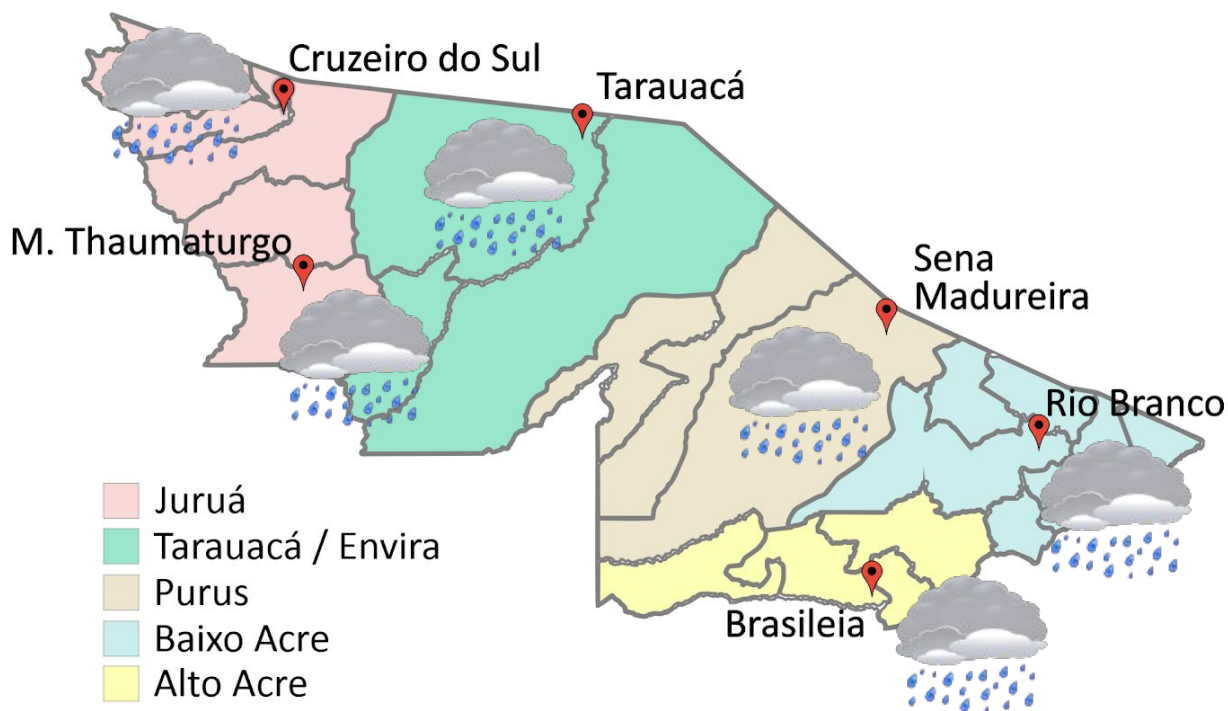 Cruzeiro do Sul
Tarauacá
M. Thaumaturgo
Sena
Madureira
Rio Branco
Brasileia
Juruá
Tarauacá / Envira
Purus
Baixo Acre
Alto Acre